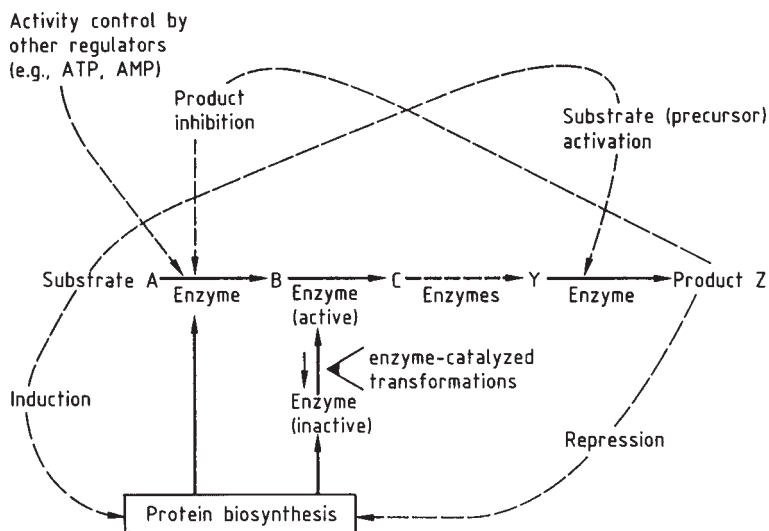 Activity control by
other regulators
(e.g., ATP, AMP)
Product
inhibition
Substrate (precursor)
activation
Substrate A
Enzyme
B
Enzyme
(active)
C
Enzymes
Y
Enzyme
Product Z
enzyme-catalyzed
transformations
Enzyme
(inactive)
Induction
Repression
Protein biosynthesis